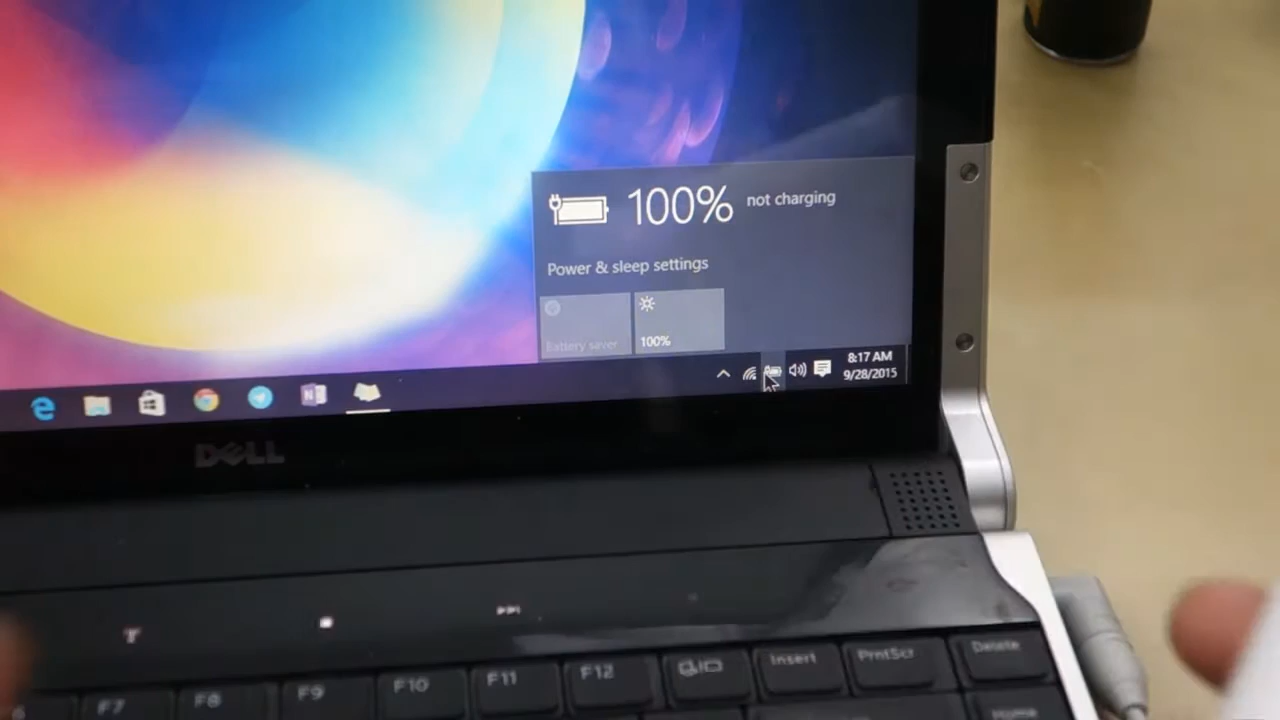 100% not charging
Power & sleep settings
Battery saver
100%
8:17 AM
9/28/2015
DELL
F7 F8 F9 F10 F11 F12 Insert PrntScr Delete
Home